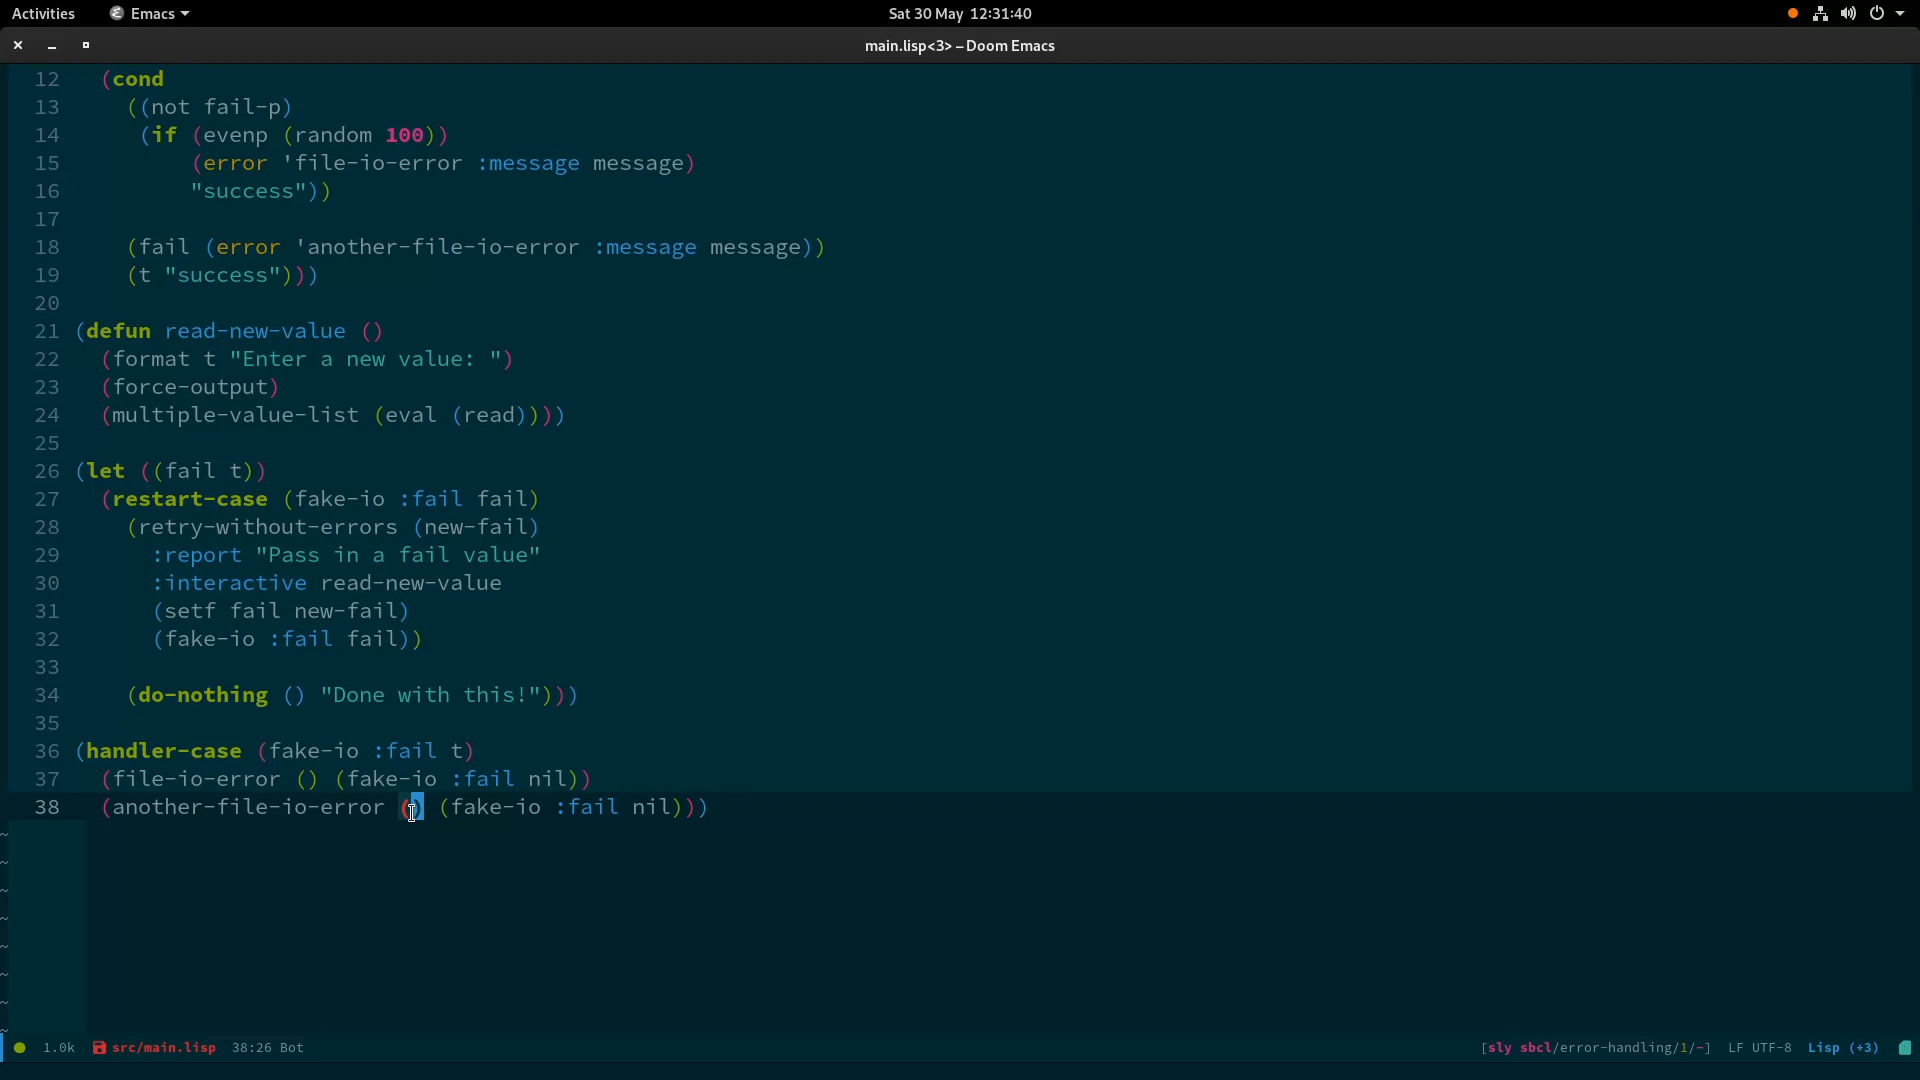 Activities Emacs Sat 30 May 12:31:40
main.lisp<3> – Doom Emacs
12 (cond
13 ((not fail-p)
14 (if (evenp (random 100))
15 (error 'file-io-error :message message)
16 "success"))
17
18 (fail (error 'another-file-io-error :message message))
19 (t "success")))
20
21 (defun read-new-value ()
22 (format t "Enter a new value: ")
23 (force-output)
24 (multiple-value-list (eval (read))))
25
26 (let ((fail t))
27 (restart-case (fake-io :fail fail)
28 (retry-without-errors (new-fail)
29 :report "Pass in a fail value"
30 :interactive read-new-value
31 (setf fail new-fail)
32 (fake-io :fail fail))
33
34 (do-nothing () "Done with this!")))
35
36 (handler-case (fake-io :fail t)
37 (file-io-error () (fake-io :fail nil))
38 (another-file-io-error () (fake-io :fail nil)))
~
~
~
~
~
~
~
~
1.0k src/main.lisp 38:26 Bot [sly sbcl/error-handling/1/-] LF UTF-8 Lisp (+3)